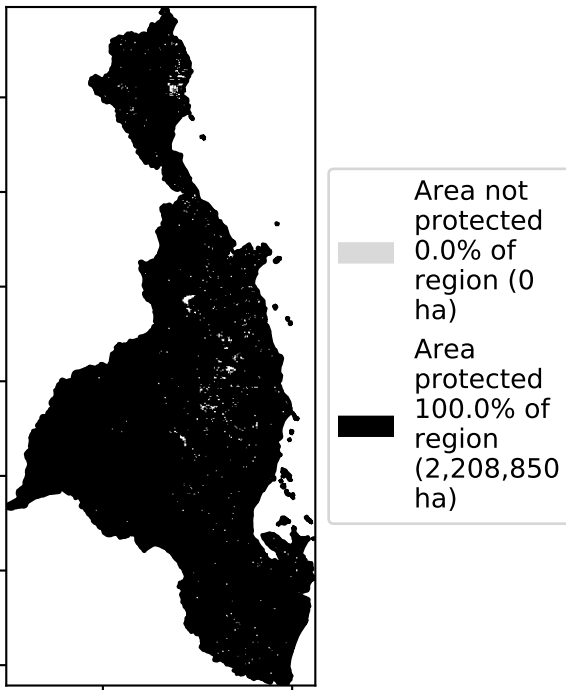 Area not
protected
0.0% of
region (0
ha)
Area
protected
100.0% of
region
(2,208,850
ha)